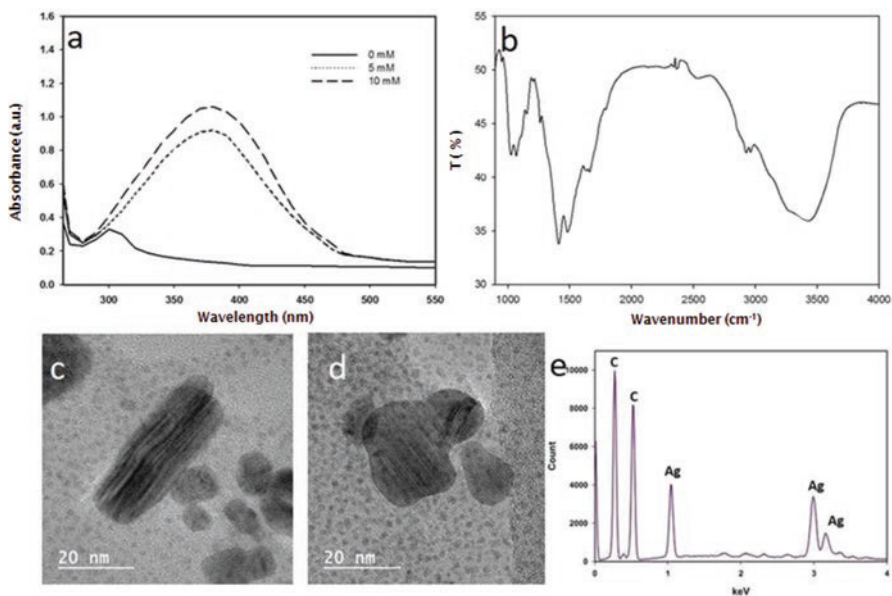 a
1.6
1.4
1.2
1.0
0.8
0.6
0.4
0.2
0.0
Absorbance (a.u.)
0 mM
5 mM
10 mM
300 350 400 450 500 550
Wavelength (nm)
b
55
50
45
40
35
30
T ( % )
1000 1500 2000 2500 3000 3500 4000
Wavenumber (cm⁻¹)
c
20 nm
d
20 nm
e
10000
8000
6000
4000
2000
0
Count
C
C
Ag
Ag
Ag
0 1 2 3 4
keV